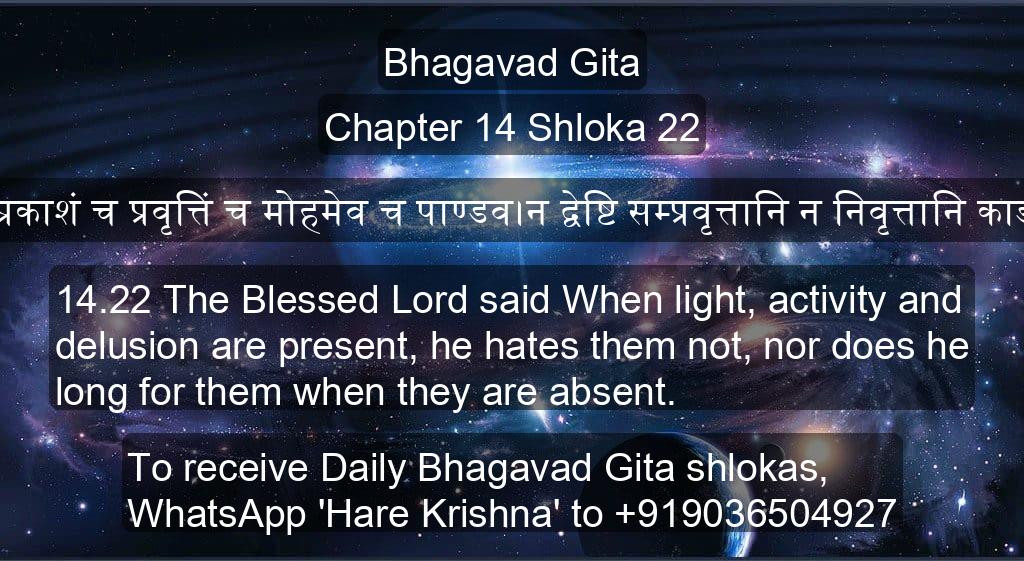 Bhagavad Gita
Chapter 14 Shloka 22
च प्रवृत्तिं च मोहमेव च पाण्डव।न द्वेष्टि सम्प्रवृत्तानि न निवृत्तानि
14.22 The Blessed Lord said When light, activity and
delusion are present, he hates them not, nor does he
long for them when they are absent.
To receive Daily Bhagavad Gita shlokas,
WhatsApp 'Hare Krishna' to +919036504927